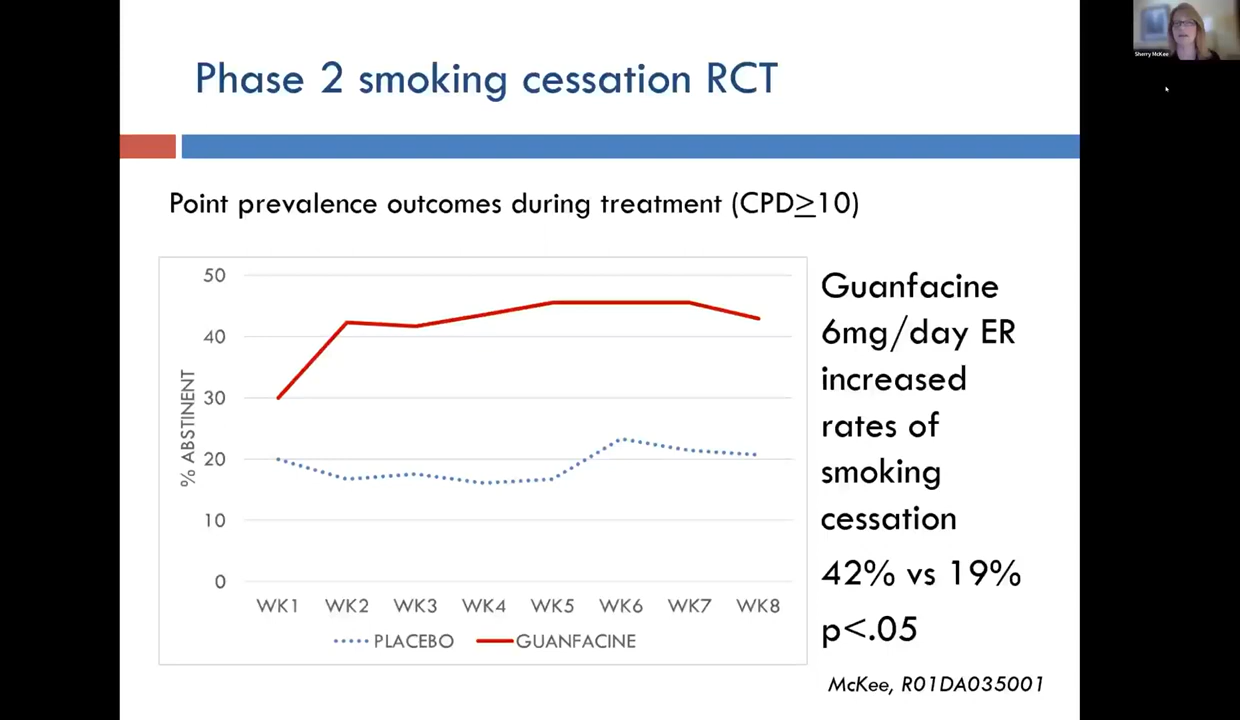 Phase 2 smoking cessation RCT
Sherry McKee
Point prevalence outcomes during treatment (CPD≥10)
50
40
30
20
10
0
% ABSTINENT
WK1 WK2 WK3 WK4 WK5 WK6 WK7 WK8
PLACEBO GUANFACINE
Guanfacine
6mg/day ER
increased
rates of
smoking
cessation
42% vs 19%
p<.05
McKee, R01DA035001